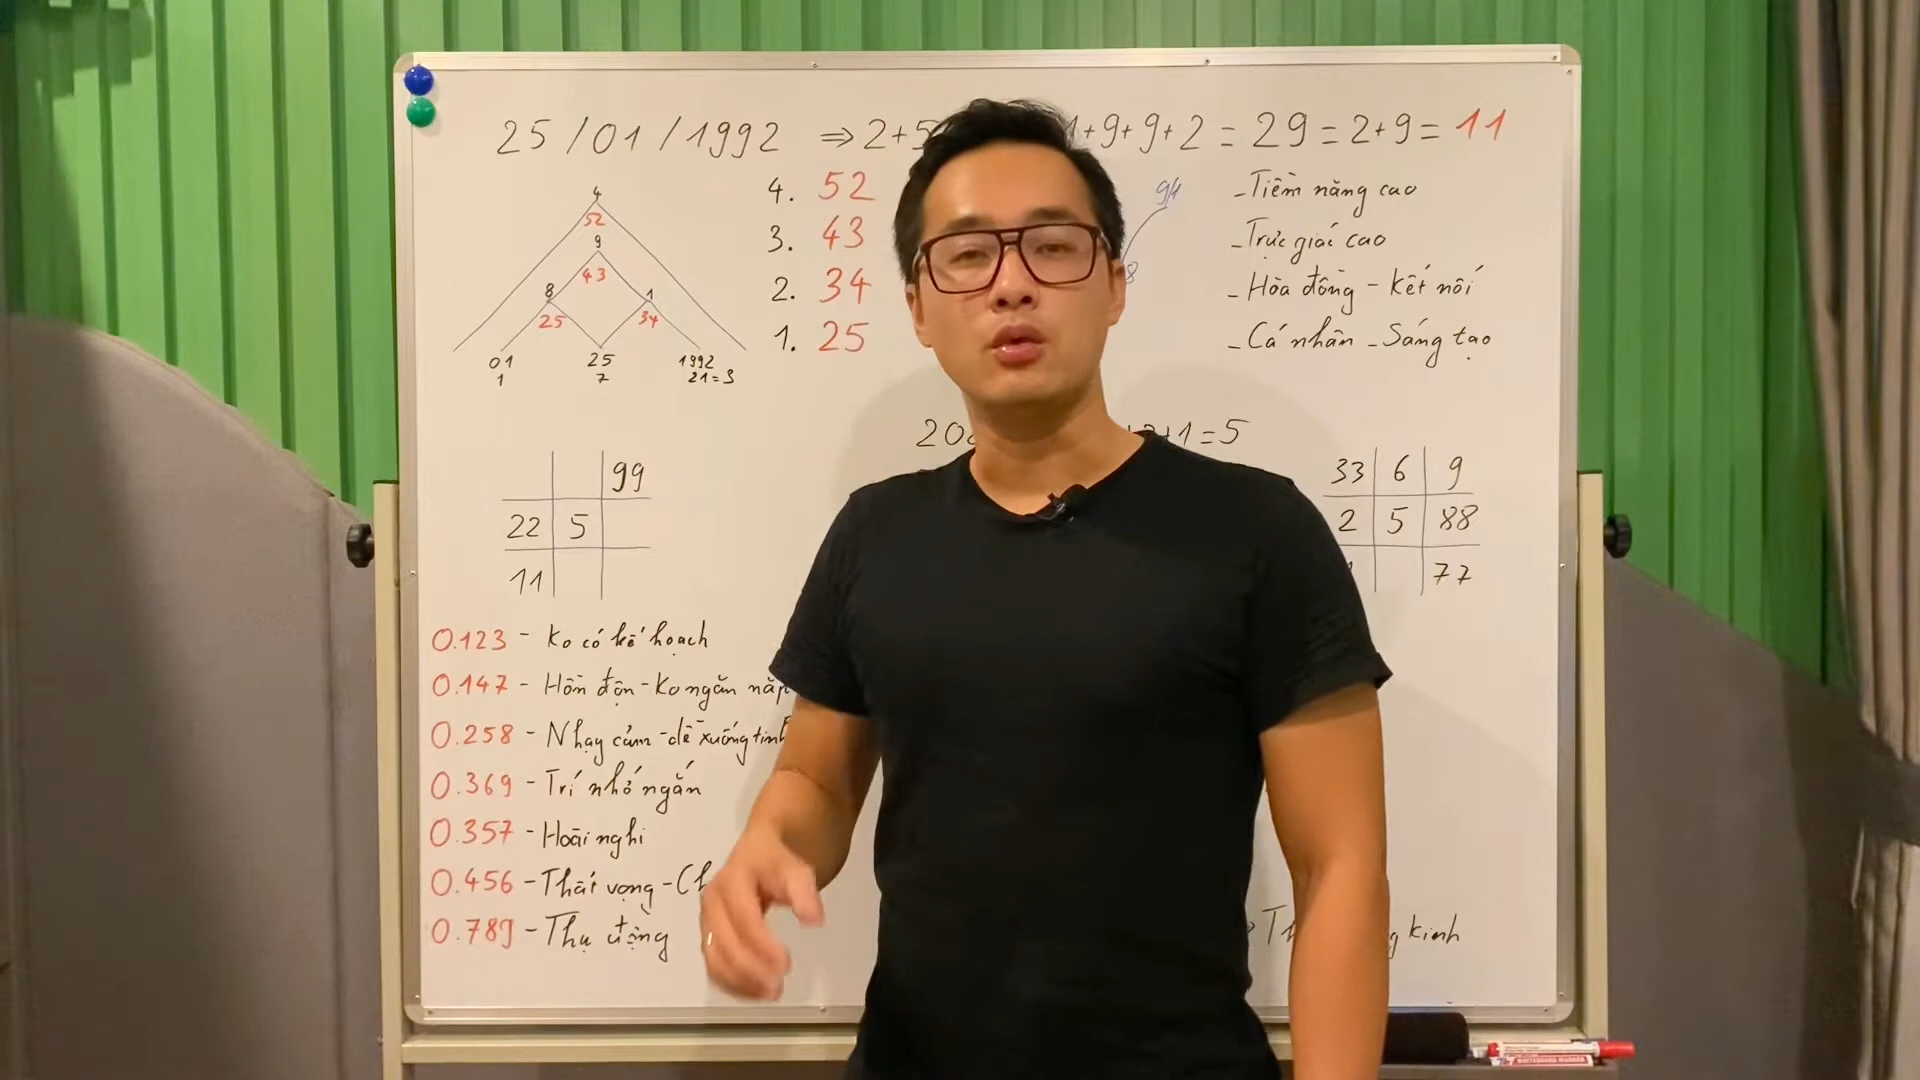 25/01/1992 ⇒ 2+5 1+9+9+2 = 29 = 2+9 = 11
4
52
9
43
8 1
25 34
01 25 1992
1 7 21=3
4. 52
3. 43
2. 34
1. 25
- Tiềm năng cao
- Trực giác cao
- Hòa đồng - Kết nối
- Cá nhân - Sáng tạo
+1=5
99
22 5
11
33 6 9
2 5 88
77
0.123 - Ko có kế hoạch
0.147 - Hỗn độn - Ko ngăn nắp
0.258 - Nhạy cảm - dễ xuống
0.369 - Trí nhớ ngắn
0.357 - Hoài nghi
0.456 - Thất vọng -
0.789 - Thụ động
kinh